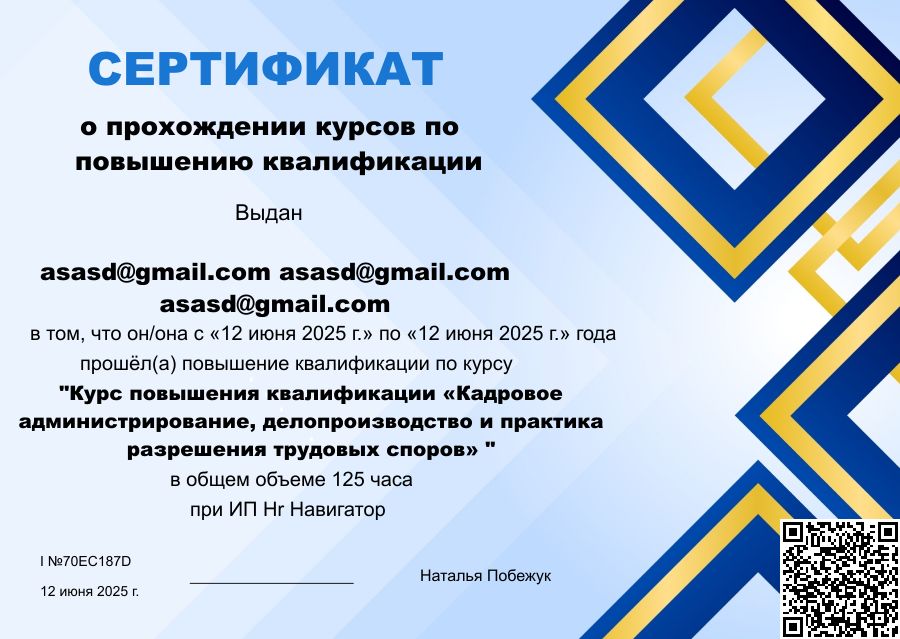 СЕРТИФИКАТ
о прохождении курсов по
повышению квалификации
Выдан
asasd@gmail.com asasd@gmail.com
asasd@gmail.com
в том, что он/она с «12 июня 2025 г.» по «12 июня 2025 г.» года
прошёл(а) повышение квалификации по курсу
"Курс повышения квалификации «Кадровое
администрирование, делопроизводство и практика
разрешения трудовых споров» "
в общем объеме 125 часа
при ИП Hr Навигатор
I №70EC187D
Наталья Побежук
12 июня 2025 г.